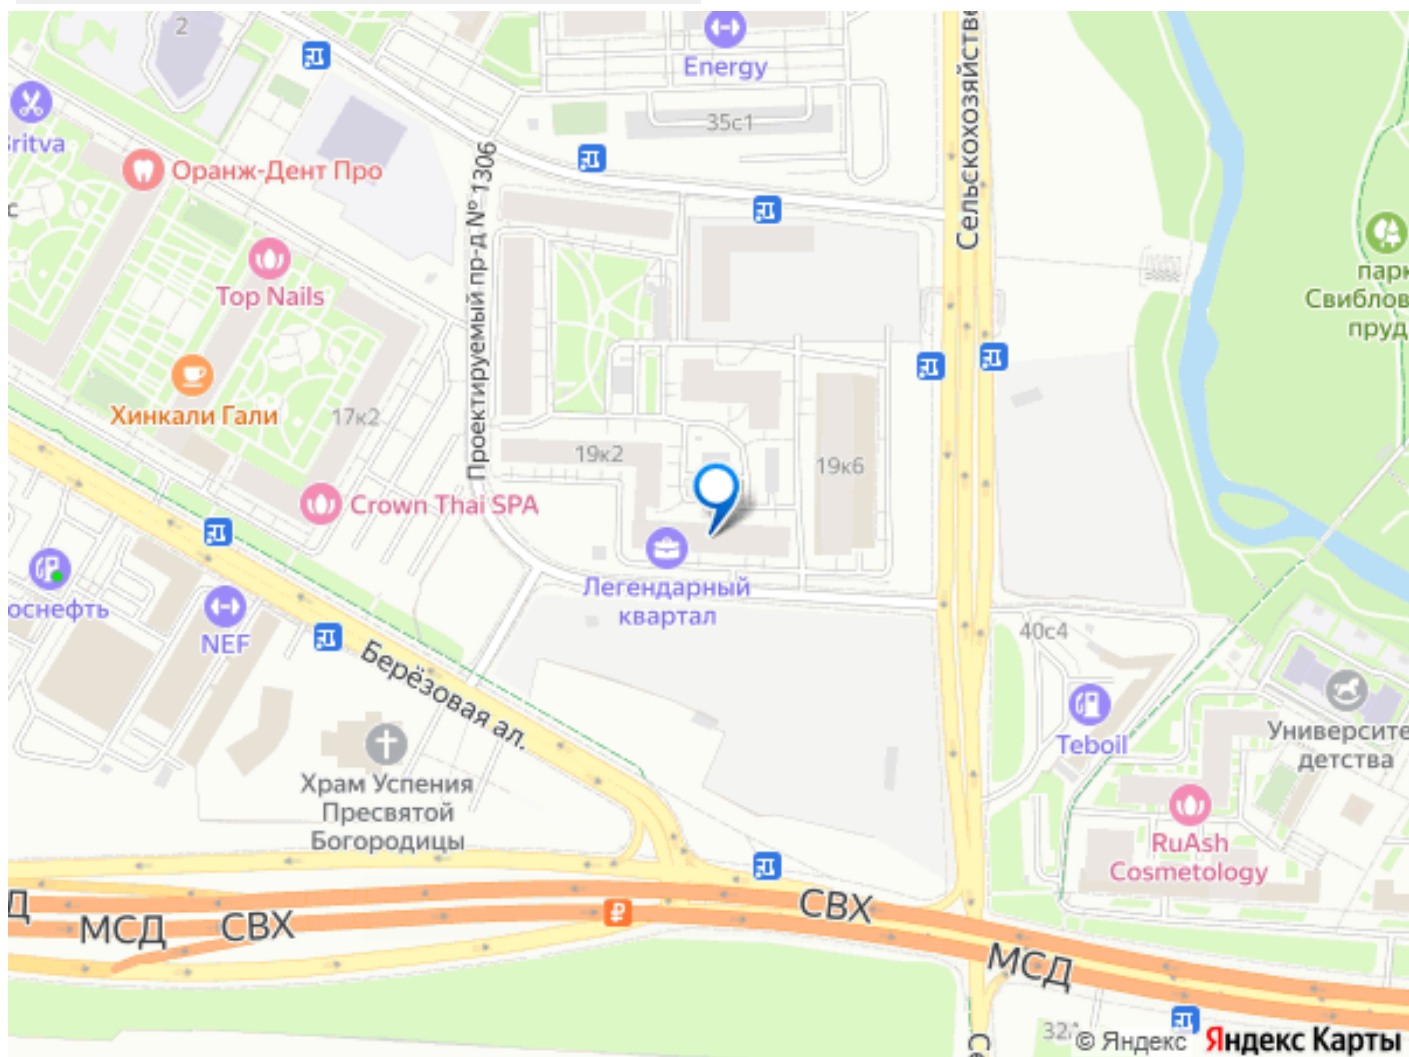 2
Energy
Сельскохозяйстве
Britva
35с1
Оранж-Дент Про
Проектируемый пр-д № 1306
с
Top Nails
парк
Свиблов
пруд
Хинкали Гали
17к2
19к2
19к6
Crown Thai SPA
Легендарный
квартал
оснефть
NEF
40с4
Берёзовая ал.
Teboil
Университе
детства
Храм Успения
Пресвятой
Богородицы
RuAsh
Cosmetology
Д
МСД
СВХ
СВХ
МСД
₽
Се
© Яндекс
Яндекс Карты